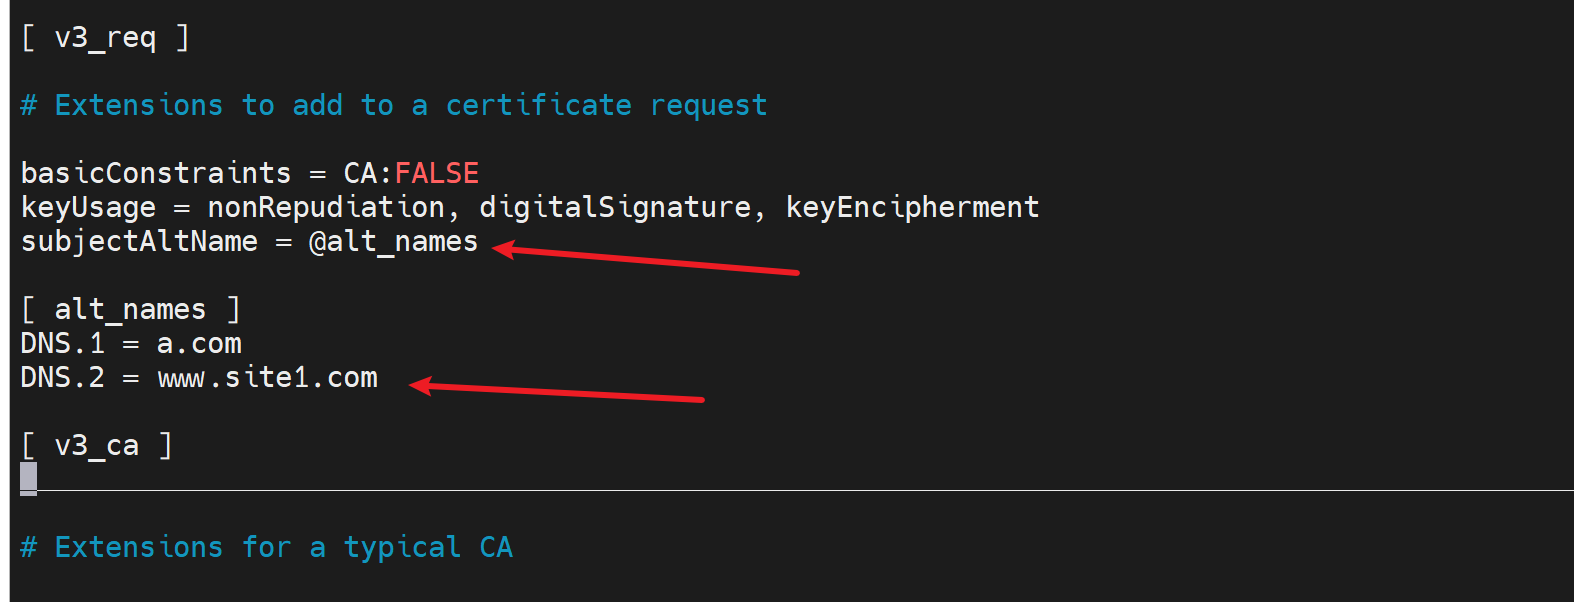 [ v3_req ]
# Extensions to add to a certificate request
basicConstraints = CA:FALSE
keyUsage = nonRepudiation, digitalSignature, keyEncipherment
subjectAltName = @alt_names
[ alt_names ]
DNS.1 = a.com
DNS.2 = www.site1.com
[ v3_ca ]
# Extensions for a typical CA